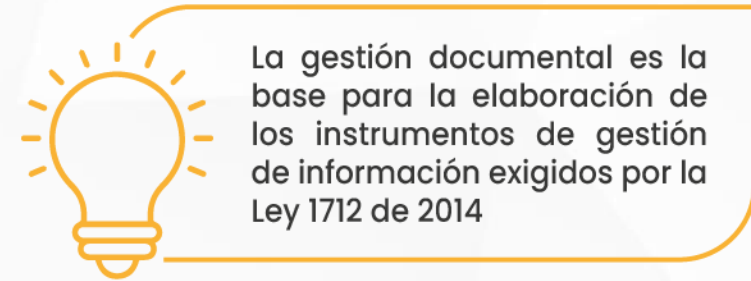 La gestión documental es la
base para la elaboración de
los instrumentos de gestión
de información exigidos por la
Ley 1712 de 2014